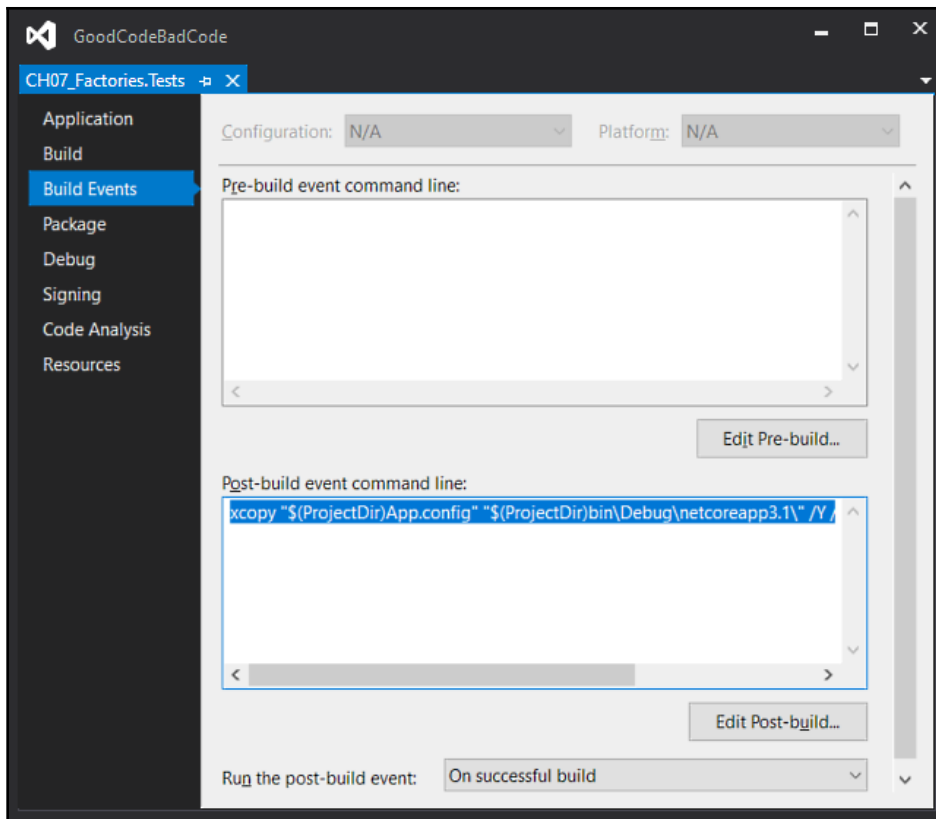 GoodCodeBadCode
CH07_Factories.Tests
Application
Build
Build Events
Package
Debug
Signing
Code Analysis
Resources
Configuration: N/A Platform: N/A
Pre-build event command line:
Edit Pre-build...
Post-build event command line:
xcopy "$(ProjectDir)App.config" "$(ProjectDir)bin\Debug\netcoreapp3.1\" /Y /
Edit Post-build...
Run the post-build event: On successful build